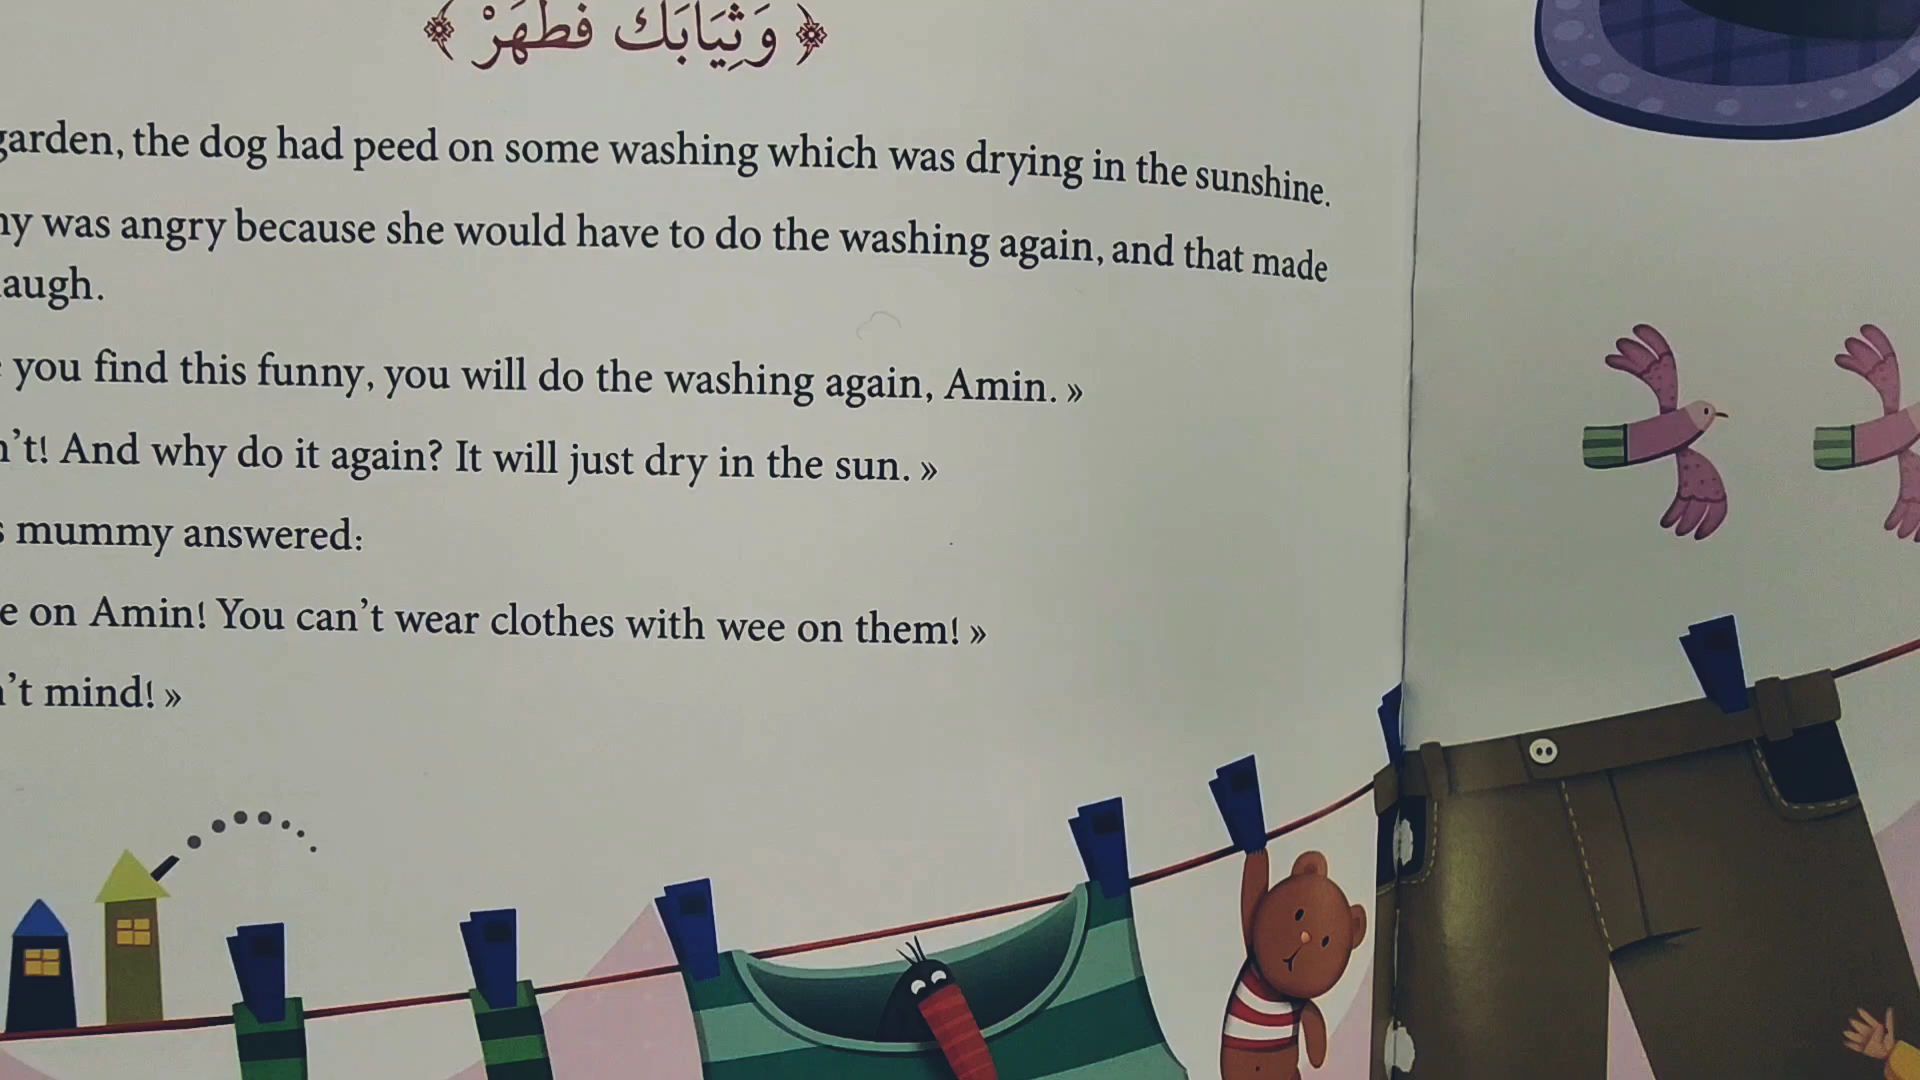 ﴿ وَثِيَابَكَ فَطَهِّرْ ﴾
garden, the dog had peed on some washing which was drying in the sunshine.
was angry because she would have to do the washing again, and that made
you find this funny, you will do the washing again, Amin. »
And why do it again? It will just dry in the sun. »
mummy answered:
on Amin! You can't wear clothes with wee on them! »
mind! »